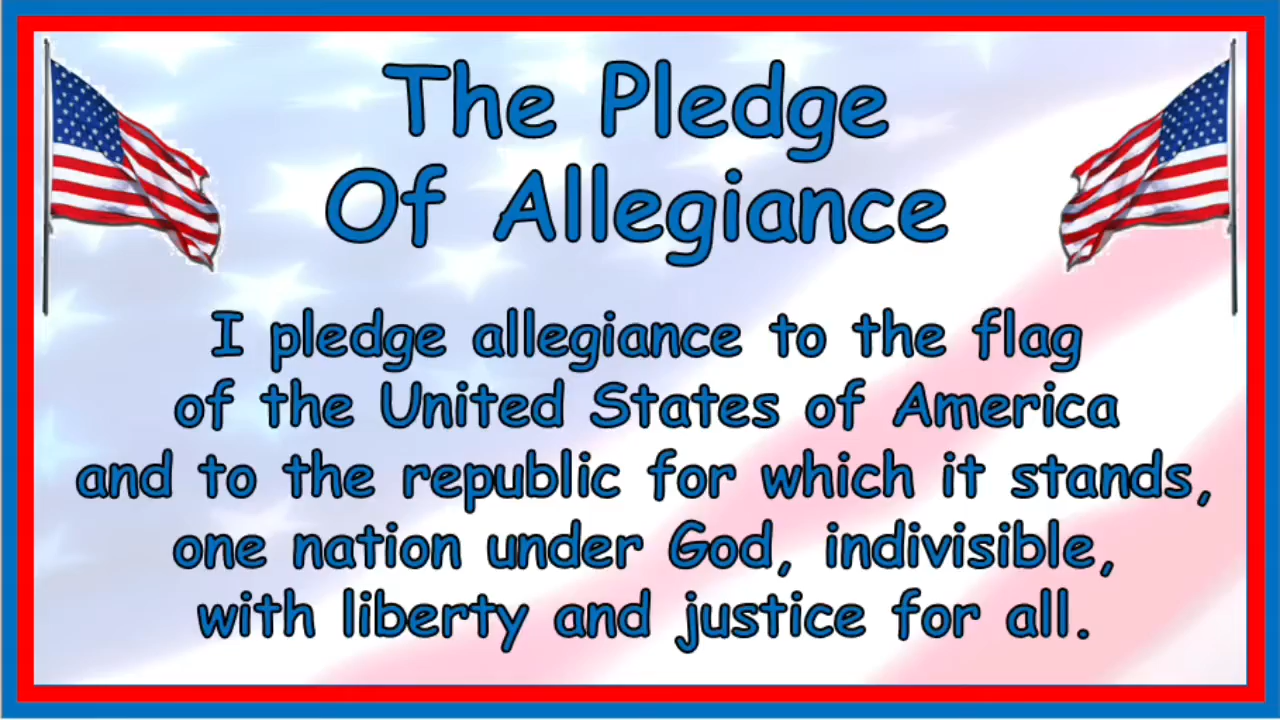 The Pledge
Of Allegiance
I pledge allegiance to the flag
of the United States of America
and to the republic for which it stands,
one nation under God, indivisible,
with liberty and justice for all.